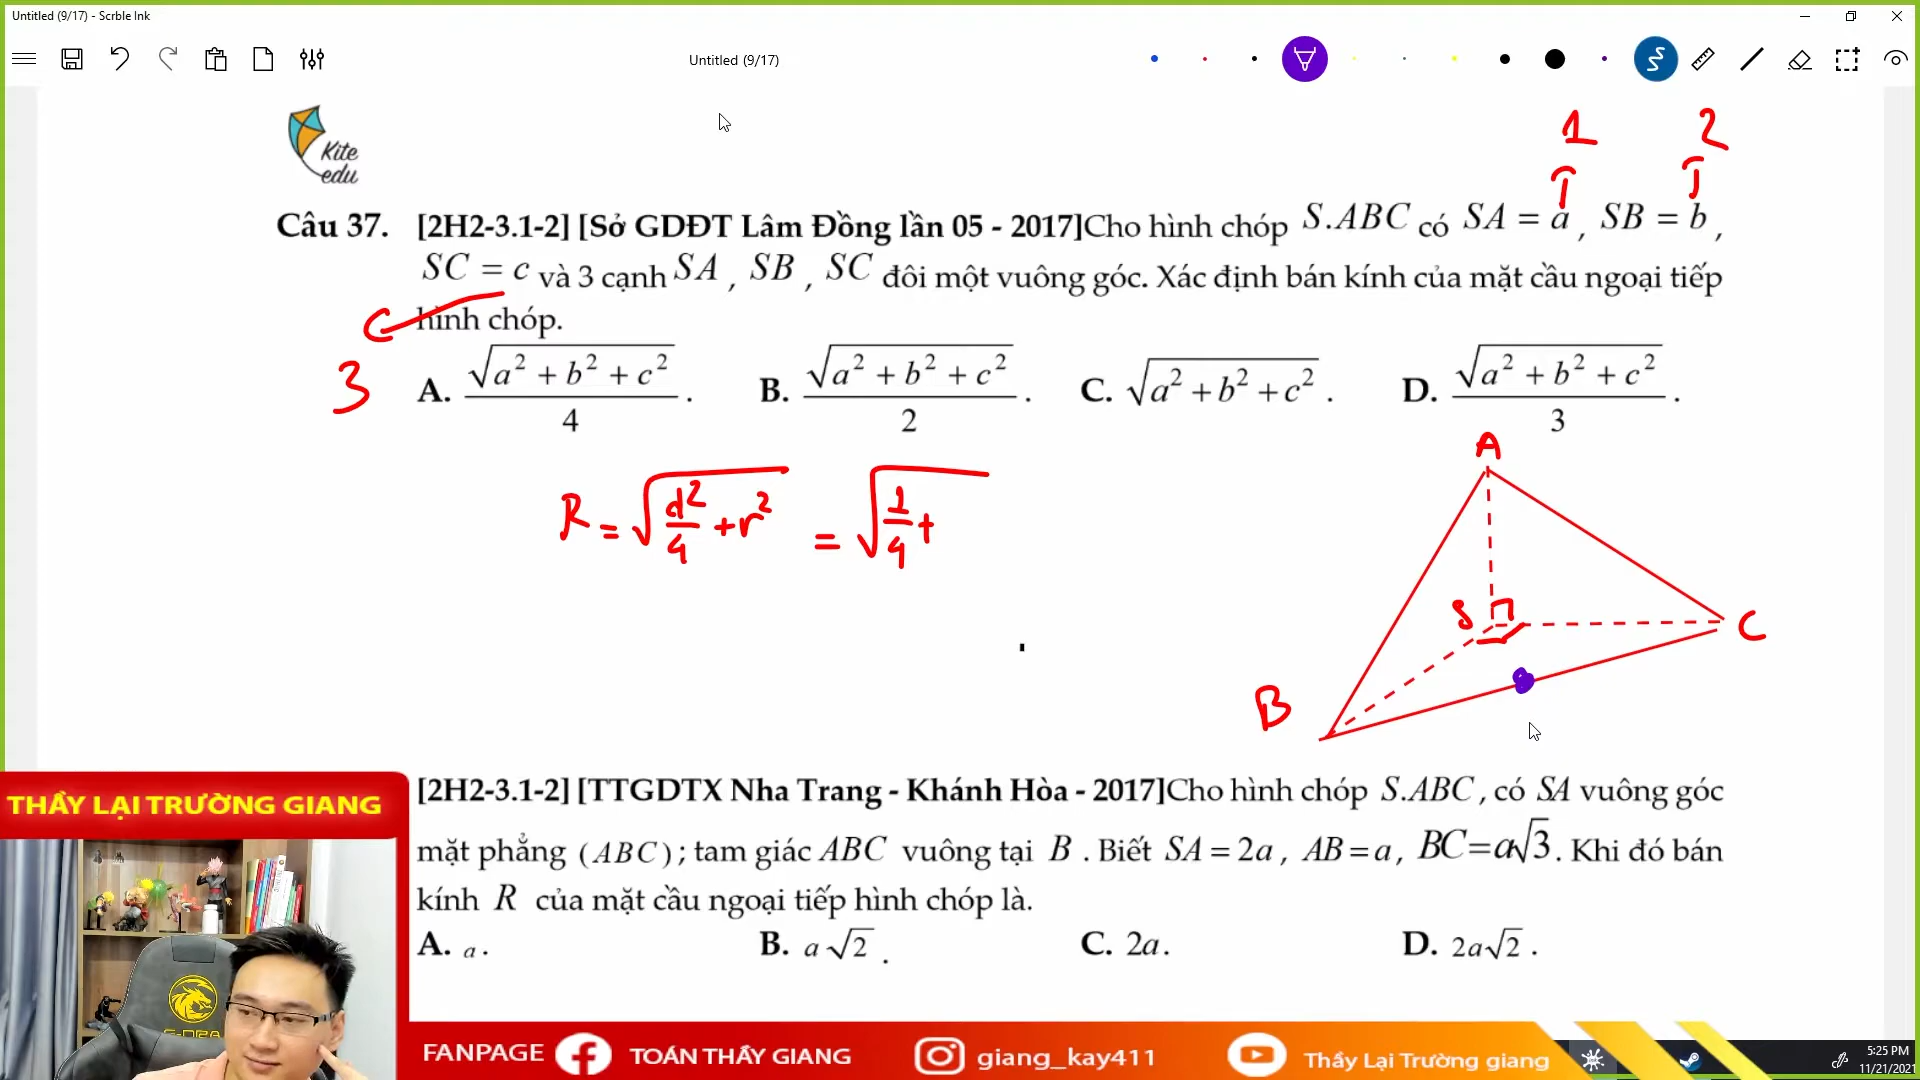 Untitled (9/17) - Scrble Ink
Untitled (9/17)
Kite
edu
1 2
Câu 37. [2H2-3.1-2] [Sở GDĐT Lâm Đồng lần 05 - 2017]Cho hình chóp S.ABC có SA = a , SB = b ,
SC = c và 3 cạnh SA , SB , SC đôi một vuông góc. Xác định bán kính của mặt cầu ngoại tiếp
hình chóp.
3
A. √(a² + b² + c²)/4 . B. √(a² + b² + c²)/2 . C. √(a² + b² + c²) . D. √(a² + b² + c²)/3 .
R = √(d²/4 + r²) = √(1/4 +
A
S
C
B
[2H2-3.1-2] [TTGDTX Nha Trang - Khánh Hòa - 2017]Cho hình chóp S.ABC , có SA vuông góc
mặt phẳng (ABC) ; tam giác ABC vuông tại B . Biết SA = 2a , AB = a , BC = a√3 . Khi đó bán
kính R của mặt cầu ngoại tiếp hình chóp là.
A. a . B. a√2 . C. 2a . D. 2a√2 .
THẦY LẠI TRƯỜNG GIANG
FANPAGE TOÁN THẦY GIANG giang_kay411 Thầy Lại Trường giang
5:25 PM
11/21/2021